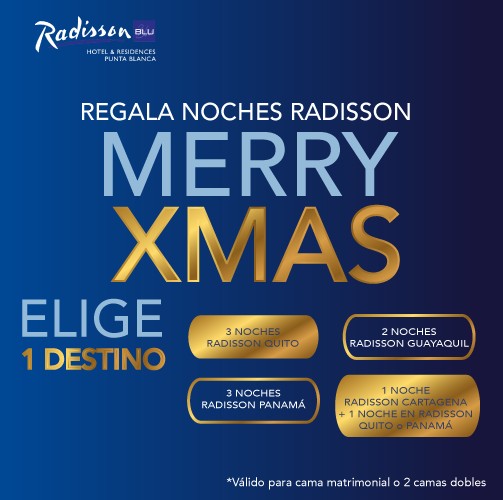 Radisson BLU
HOTEL & RESIDENCES
PUNTA BLANCA
REGALA NOCHES RADISSON
MERRY
XMAS
ELIGE
1 DESTINO
3 NOCHES
RADISSON QUITO
2 NOCHES
RADISSON GUAYAQUIL
3 NOCHES
RADISSON PANAMÁ
1 NOCHE
RADISSON CARTAGENA
+ 1 NOCHE EN RADISSON
QUITO o PANAMÁ
*Válido para cama matrimonial o 2 camas dobles